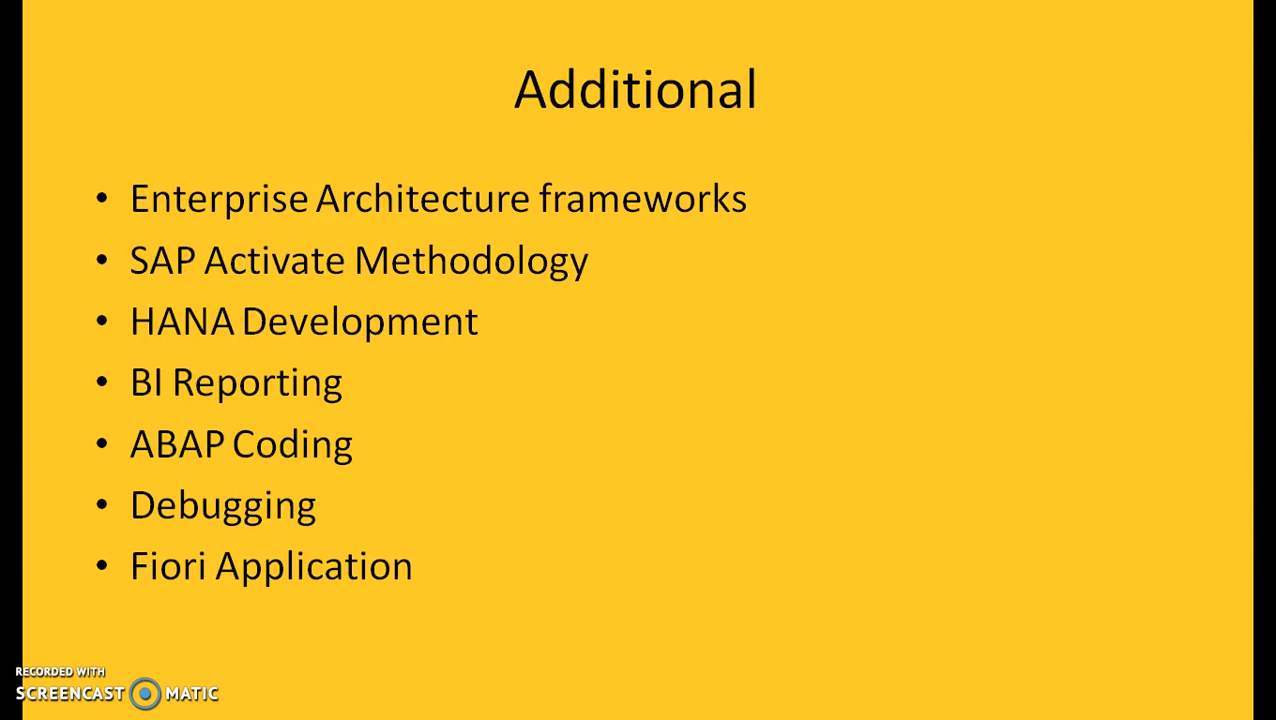 Additional
• Enterprise Architecture frameworks
• SAP Activate Methodology
• HANA Development
• BI Reporting
• ABAP Coding
• Debugging
• Fiori Application
RECORDED WITH
SCREENCAST MATIC